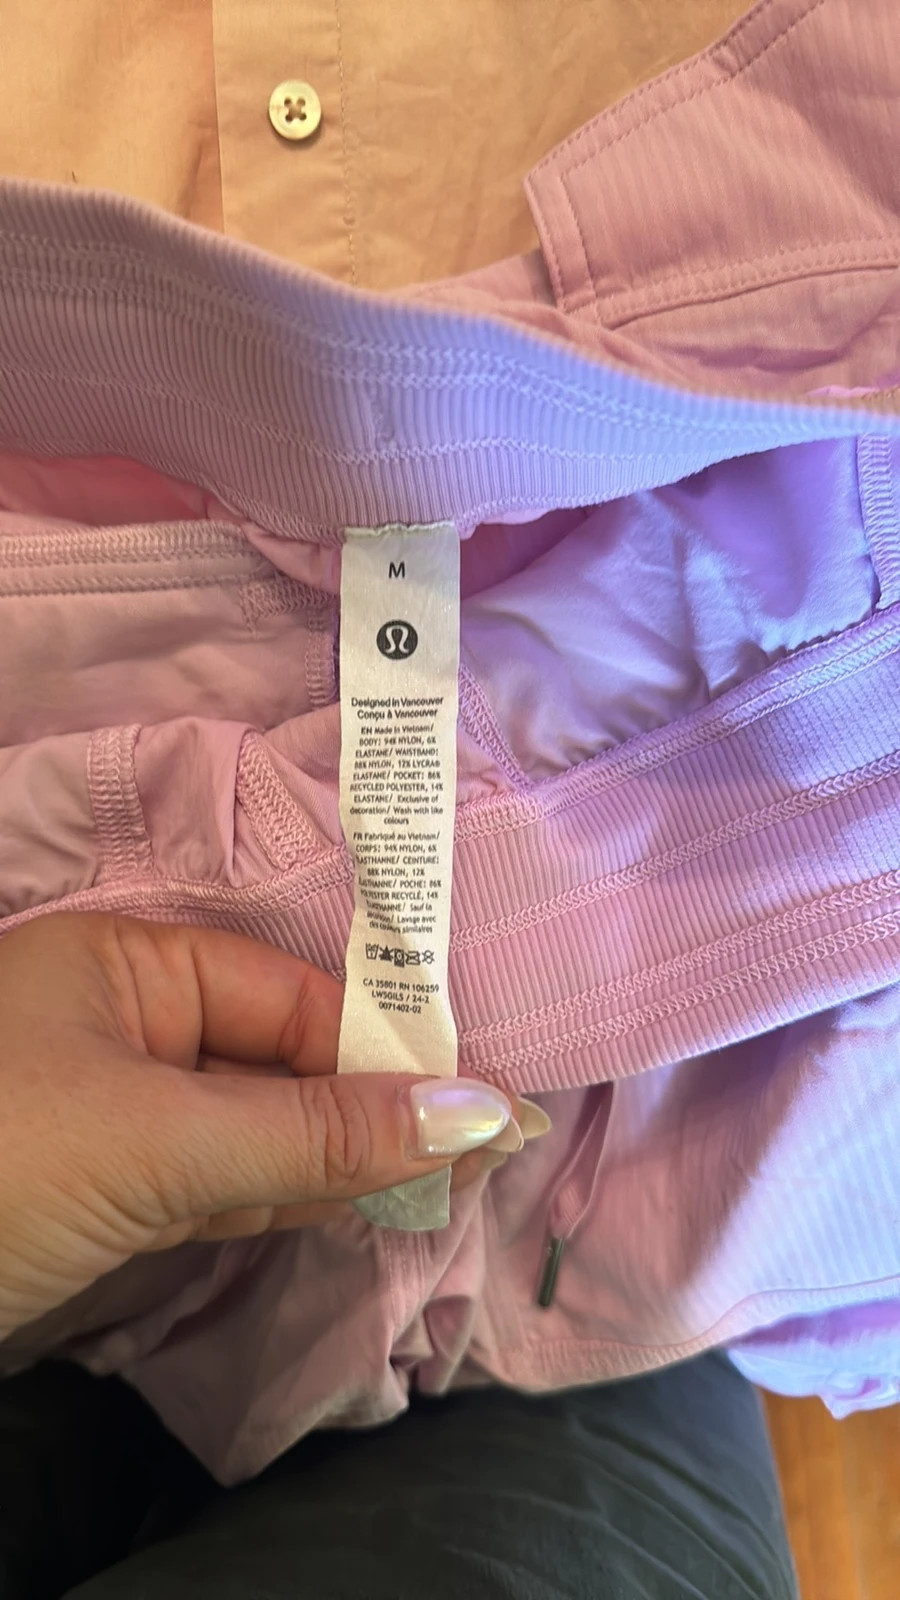 M
Designed in Vancouver
Conçu à Vancouver
EN Made in Vietnam/
BODY: 94% NYLON, 6%
ELASTANE/ WAISTBAND:
88% NYLON, 12% LYCRA®
ELASTANE/ POCKET: 86%
RECYCLED POLYESTER, 14%
ELASTANE/ Exclusive of
decoration/ Wash with like
colours
FR Fabriqué au Vietnam/
CORPS: 94% NYLON, 6%
ÉLASTHANNE/ CEINTURE:
88% NYLON, 12%
ÉLASTHANNE/ POCHE: 86%
POLYESTER RECYCLÉ, 14%
ÉLASTHANNE/ Sauf la
décoration/ Lavage avec
des couleurs similaires
CA 35801 RN 106259
LW5GILS / 24-2
0071402-02